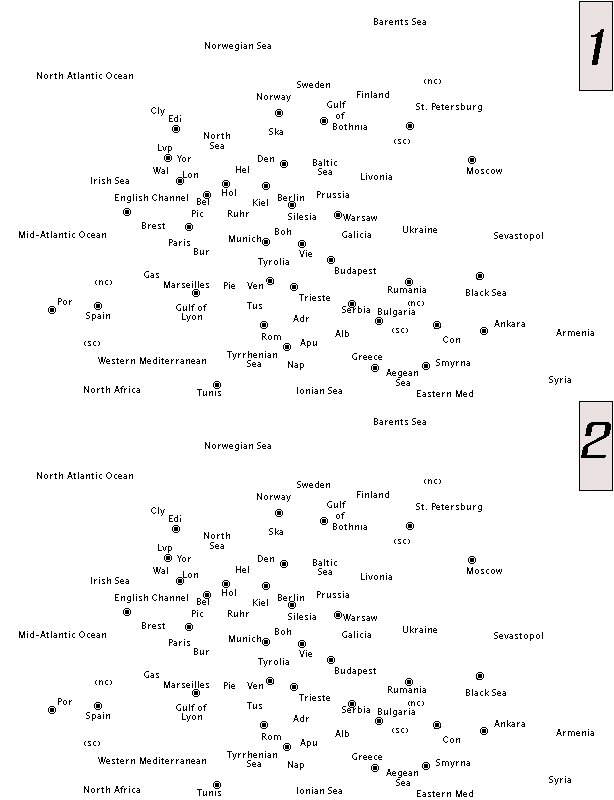 Barents Sea
1
Norwegian Sea
North Atlantic Ocean
(nc)
Sweden
Finland
Norway
Gulf
of
Bothnia
St. Petersburg
Cly
Edi
Ska
North
Sea
(sc)
Lvp
Yor
Den
Baltic
Sea
Moscow
Wal
Lon
Hel
Livonia
Irish Sea
Hol
English Channel
Bel
Kiel
Berlin
Prussia
Pic
Ruhr
Silesia
Warsaw
Brest
Mid-Atlantic Ocean
Paris
Munich
Boh
Galicia
Ukraine
Sevastopol
Bur
Vie
Tyrolia
Budapest
Gas
(nc)
Marseilles
Pie
Ven
Rumania
Black Sea
Por
Trieste
(nc)
Spain
Gulf of
Lyon
Tus
Adr
Serbia
Bulgaria
(sc)
Ankara
Armenia
(sc)
Rom
Apu
Alb
Con
Western Mediterranean
Tyrrhenian
Sea
Nap
Greece
Smyrna
Aegean
Sea
Syria
North Africa
Tunis
Ionian Sea
Eastern Med
Barents Sea
2
Norwegian Sea
North Atlantic Ocean
(nc)
Sweden
Finland
Norway
Gulf
of
Bothnia
St. Petersburg
Cly
Edi
Ska
North
Sea
(sc)
Lvp
Yor
Den
Baltic
Sea
Moscow
Wal
Lon
Hel
Livonia
Irish Sea
Hol
English Channel
Bel
Kiel
Berlin
Prussia
Pic
Ruhr
Silesia
Warsaw
Brest
Mid-Atlantic Ocean
Paris
Munich
Boh
Galicia
Ukraine
Sevastopol
Bur
Vie
Tyrolia
Budapest
Gas
(nc)
Marseilles
Pie
Ven
Rumania
Black Sea
Por
Trieste
(nc)
Spain
Gulf of
Lyon
Tus
Adr
Serbia
Bulgaria
(sc)
Ankara
Armenia
(sc)
Rom
Apu
Alb
Con
Western Mediterranean
Tyrrhenian
Sea
Nap
Greece
Smyrna
Aegean
Sea
Syria
North Africa
Tunis
Ionian Sea
Eastern Med